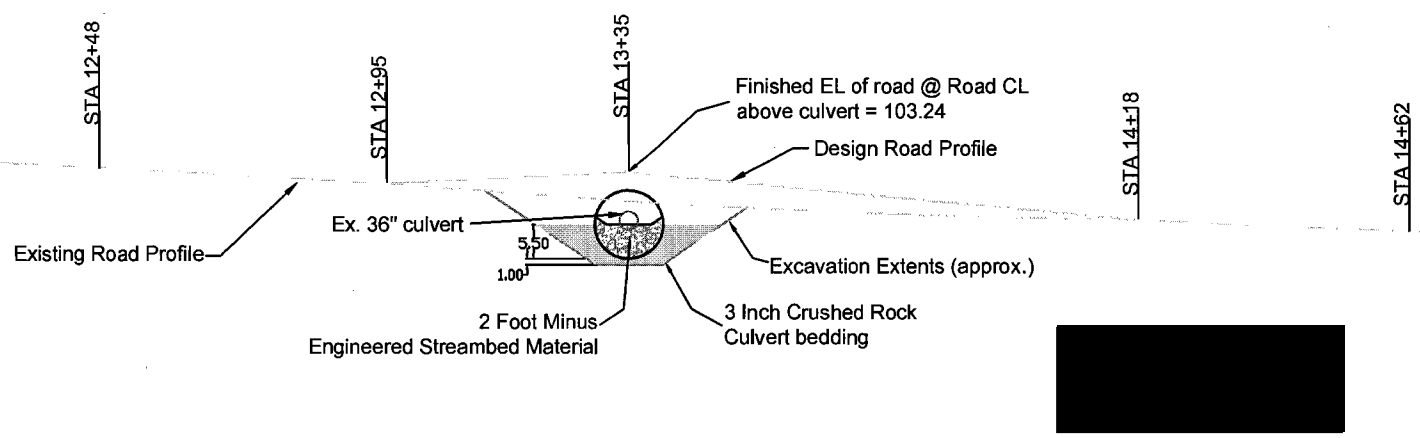 STA 12+48
STA 12+95
STA 13+35
STA 14+18
STA 14+62
Finished EL of road @ Road CL
above culvert = 103.24
Design Road Profile
Ex. 36" culvert
Existing Road Profile
5.50
1.00
Excavation Extents (approx.)
2 Foot Minus
Engineered Streambed Material
3 Inch Crushed Rock
Culvert bedding